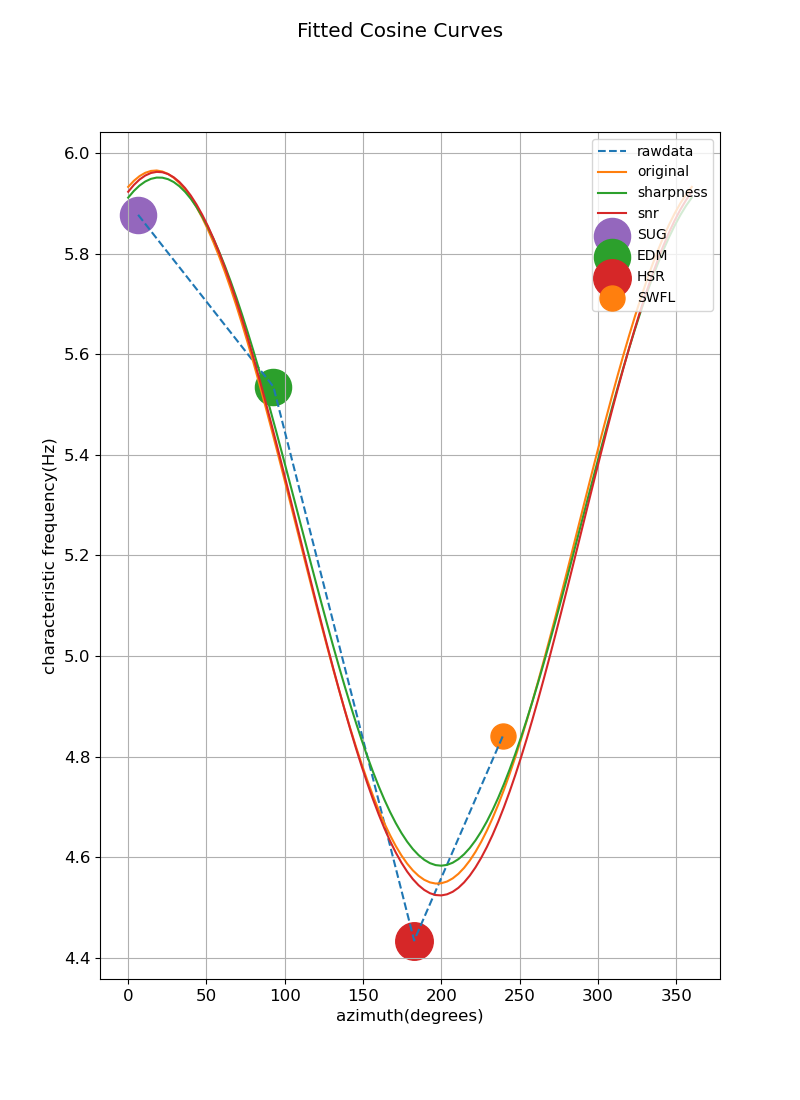 Fitted Cosine Curves
6.0
5.8
5.6
5.4
5.2
5.0
4.8
4.6
4.4
characteristic frequency(Hz)
rawdata
original
sharpness
snr
SUG
EDM
HSR
SWFL
0 50 100 150 200 250 300 350
azimuth(degrees)